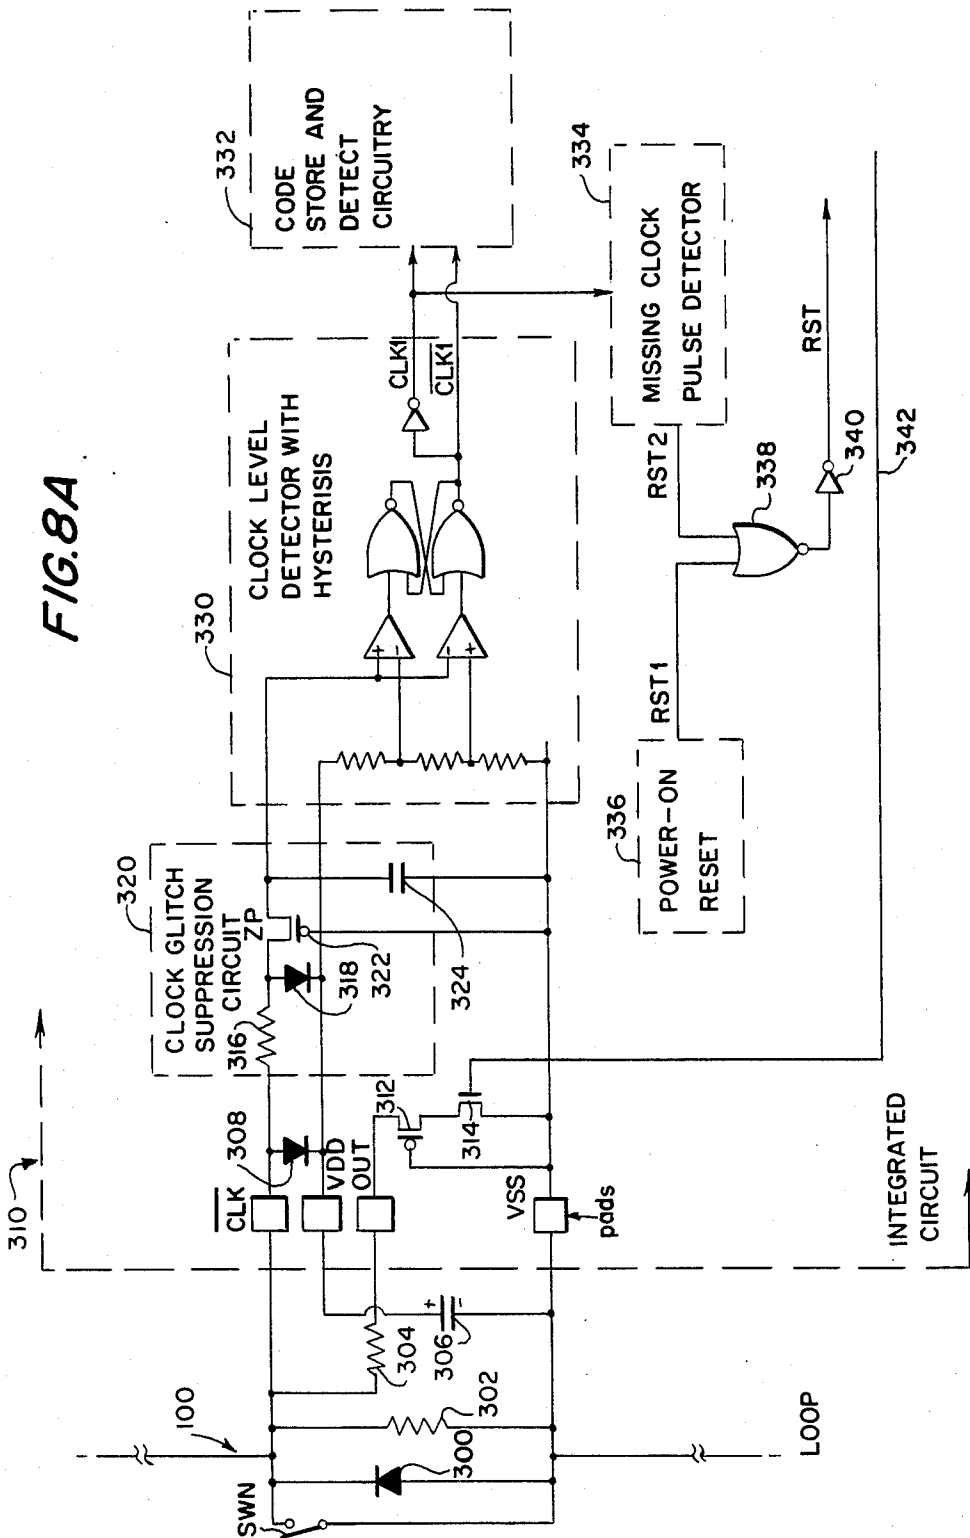 FIG.8A
310
320
CLOCK GLITCH
SUPPRESSION
CIRCUIT
316
ZP
318
322
324
330
CLOCK LEVEL
DETECTOR WITH
HYSTERISIS
CLK1
CLK1
332
CODE
STORE AND
DETECT
CIRCUITRY
308
CLK
VDD
OUT
312
314
VSS
pads
INTEGRATED
CIRCUIT
100
SWN
300
302
304
306
+
-
+
-
-
+
LOOP
336
POWER-ON
RESET
RST1
RST2
338
334
MISSING CLOCK
PULSE DETECTOR
340
RST
342